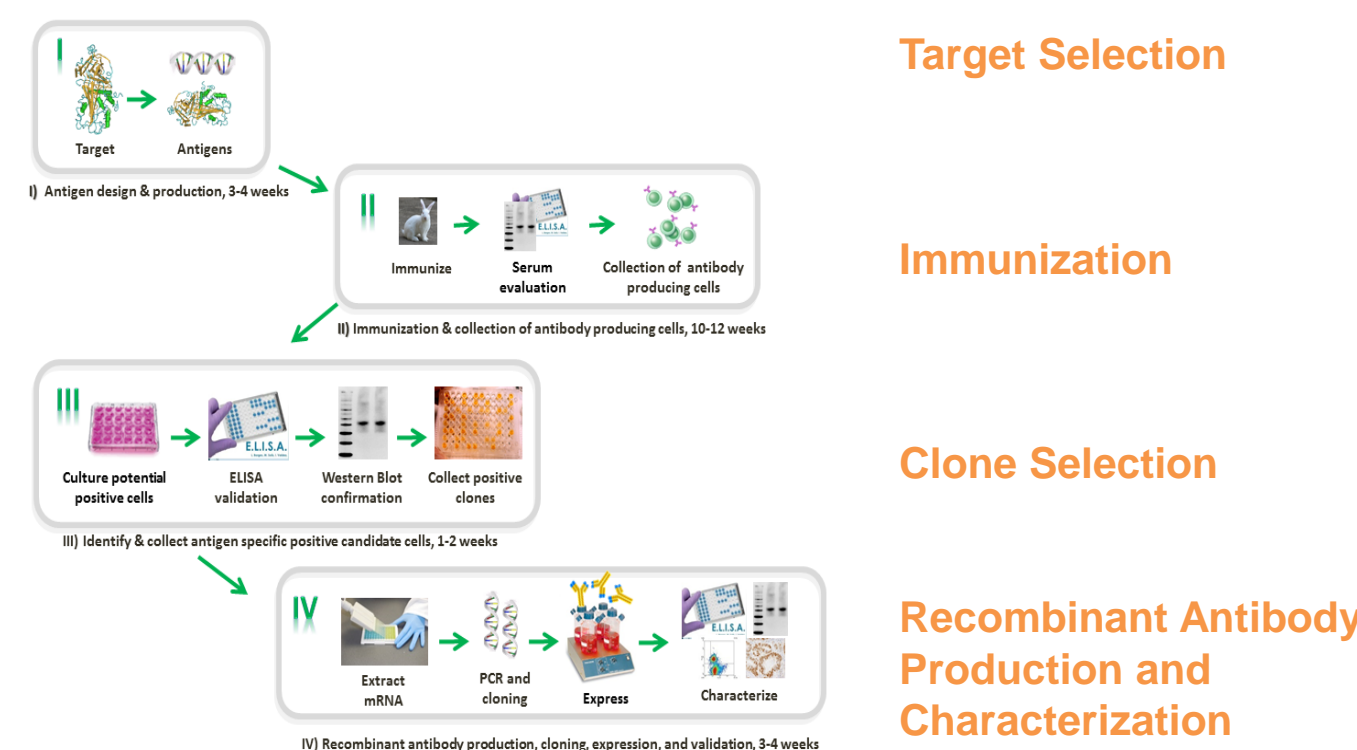 I
Target Selection
Target
Antigens
I) Antigen design & production, 3-4 weeks
II
E.L.I.S.A.
Immunization
Immunize
Serum
evaluation
Collection of antibody
producing cells
II) Immunization & collection of antibody producing cells, 10-12 weeks
III
E.L.I.S.A.
Clone Selection
Culture potential
positive cells
ELISA
validation
Western Blot
confirmation
Collect positive
clones
III) Identify & collect antigen specific positive candidate cells, 1-2 weeks
IV
E.L.I.S.A.
Recombinant Antibody
Production and
Characterization
Extract
mRNA
PCR and
cloning
Express
Characterize
IV) Recombinant antibody production, cloning, expression, and validation, 3-4 weeks